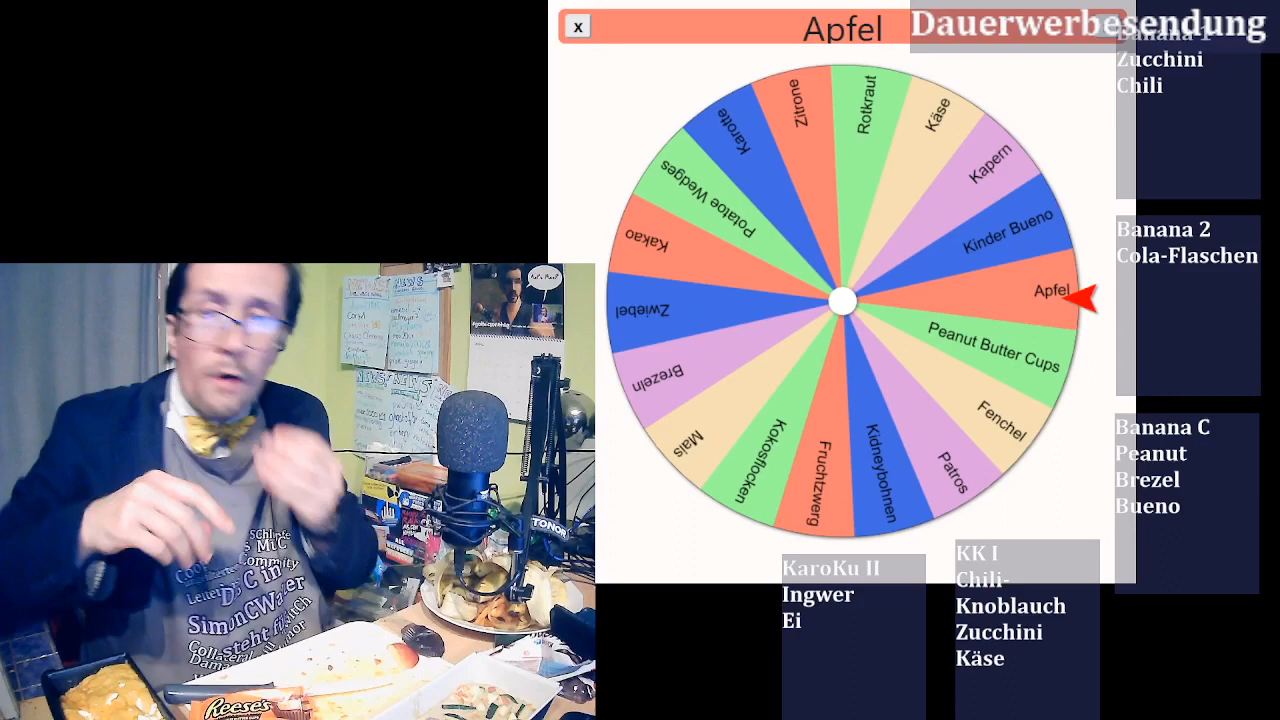 x
Apfel
Dauerwerbesendung
Zucchini
Chili
Banana 2
Cola-Flaschen
Banana C
Peanut
Brezel
Bueno
KaroKu II
Ingwer
Ei
KK I
Chili-
Knoblauch
Zucchini
Käse
Rotkraut
Käse
Kapern
Kinder Bueno
Apfel
Peanut Butter Cups
Fenchel
Patros
Kidneybohnen
Fruchtzwerg
Kokosflocken
Mais
Brezeln
Zwiebel
Kakao
Potatoe Wedges
Karotte
Zitrone
TONOR
steht
REESE'S